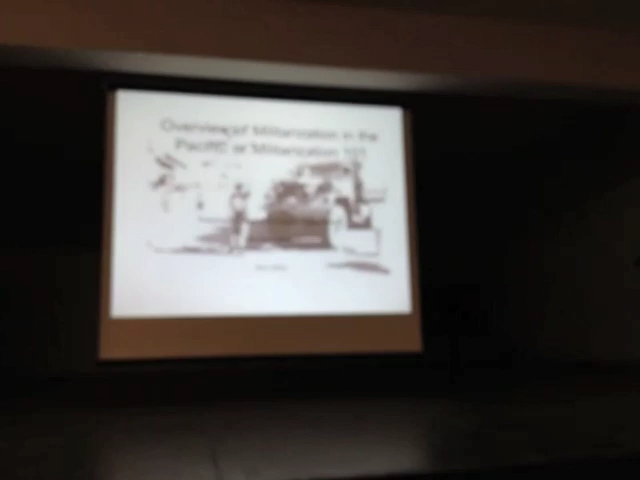 Overview of Militarization in the
Pacific or Militarization 101